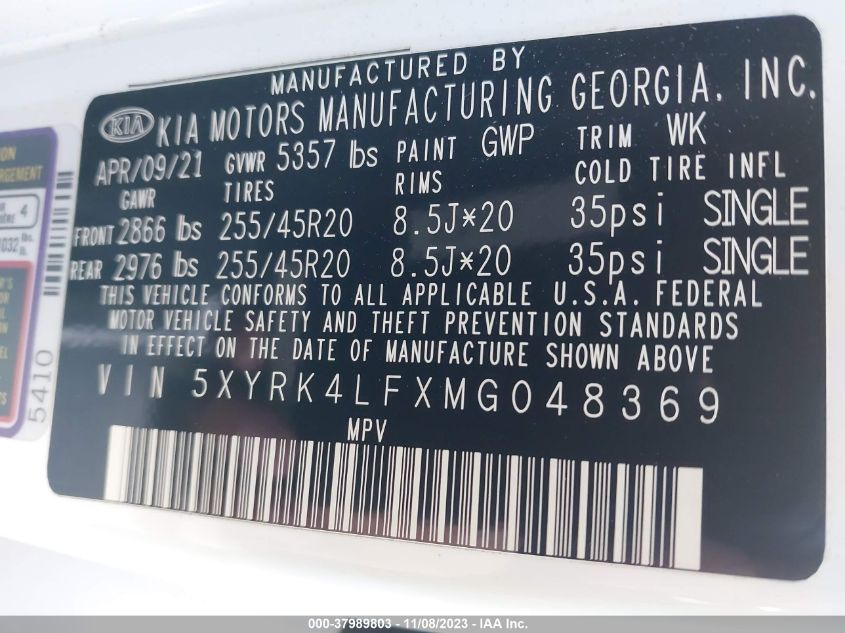 MANUFACTURED BY
KIA KIA MOTORS MANUFACTURING GEORGIA, INC.
APR/09/21 GVWR 5357 lbs PAINT GWP TRIM WK
GAWR TIRES RIMS COLD TIRE INFL
FRONT 2866 lbs 255/45R20 8.5J*20 35psi SINGLE
REAR 2976 lbs 255/45R20 8.5J*20 35psi SINGLE
THIS VEHICLE CONFORMS TO ALL APPLICABLE U.S.A. FEDERAL
MOTOR VEHICLE SAFETY AND THEFT PREVENTION STANDARDS
IN EFFECT ON THE DATE OF MANUFACTURE SHOWN ABOVE
VIN 5XYRK4LFXMG048369
MPV
4
5410
000-37989803 - 11/08/2023 - IAA Inc.